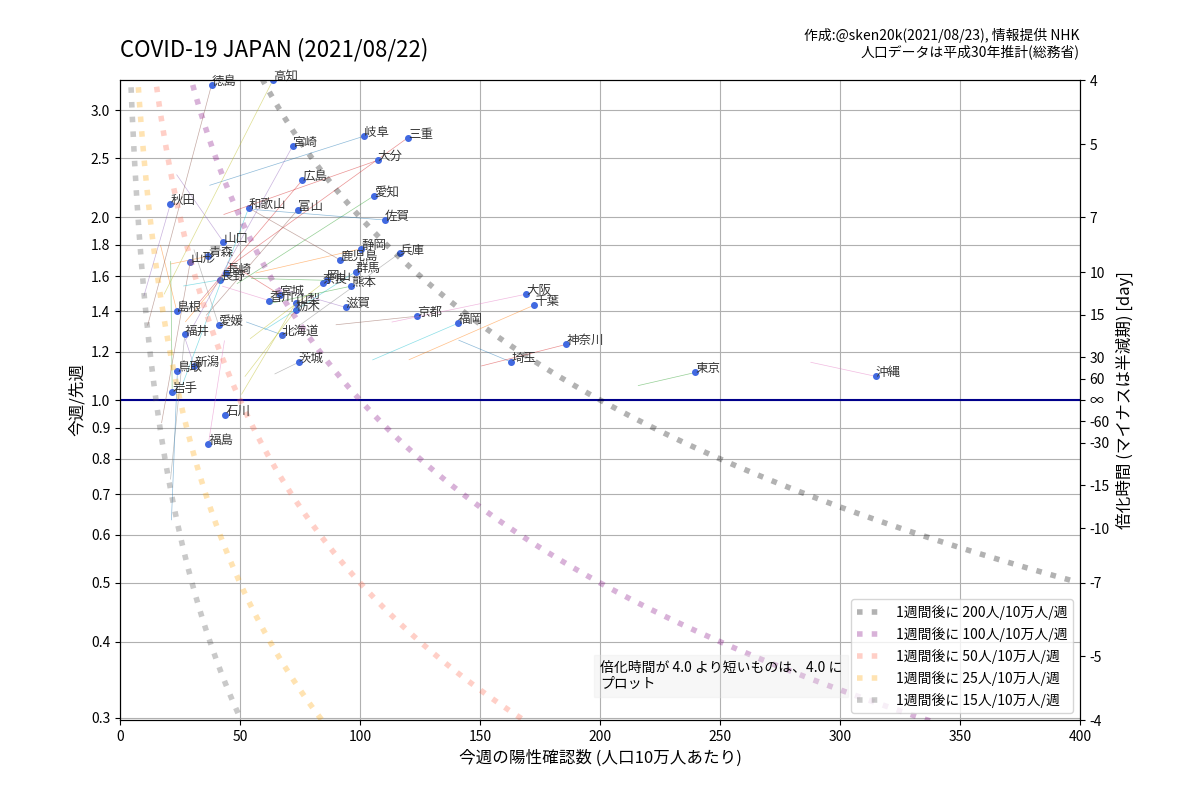 COVID-19 JAPAN (2021/08/22)
作成:@sken20k(2021/08/23), 情報提供 NHK
人口データは平成30年推計(総務省)
徳島
高知
岐阜
三重
宮崎
大分
広島
愛知
秋田
和歌山
富山
佐賀
山口
静岡
兵庫
青森
鹿児島
山形
長崎
群馬
長野
岡山
奈良
熊本
宮城
大阪
香川
山梨
滋賀
千葉
島根
栃木
京都
福岡
愛媛
福井
北海道
神奈川
茨城
埼玉
新潟
鳥取
東京
沖縄
岩手
石川
福島
3.0
2.5
2.0
1.8
1.6
1.4
1.2
1.0
0.9
0.8
0.7
0.6
0.5
0.4
0.3
今週/先週
4
5
7
10
15
30
60
∞
-60
-30
-15
-10
-7
-5
-4
倍化時間 (マイナスは半減期) [day]
1週間後に 200人/10万人/週
1週間後に 100人/10万人/週
1週間後に 50人/10万人/週
1週間後に 25人/10万人/週
1週間後に 15人/10万人/週
倍化時間が 4.0 より短いものは、4.0 に
プロット
0 50 100 150 200 250 300 350 400
今週の陽性確認数 (人口10万人あたり)